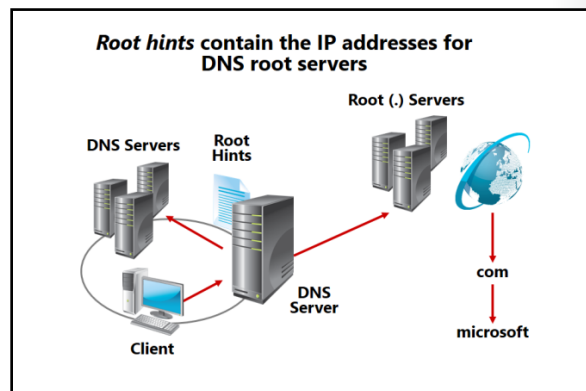 Root hints contain the IP addresses for
DNS root servers
Root (.) Servers
DNS Servers
Root
Hints
DNS
Server
Client
com
microsoft